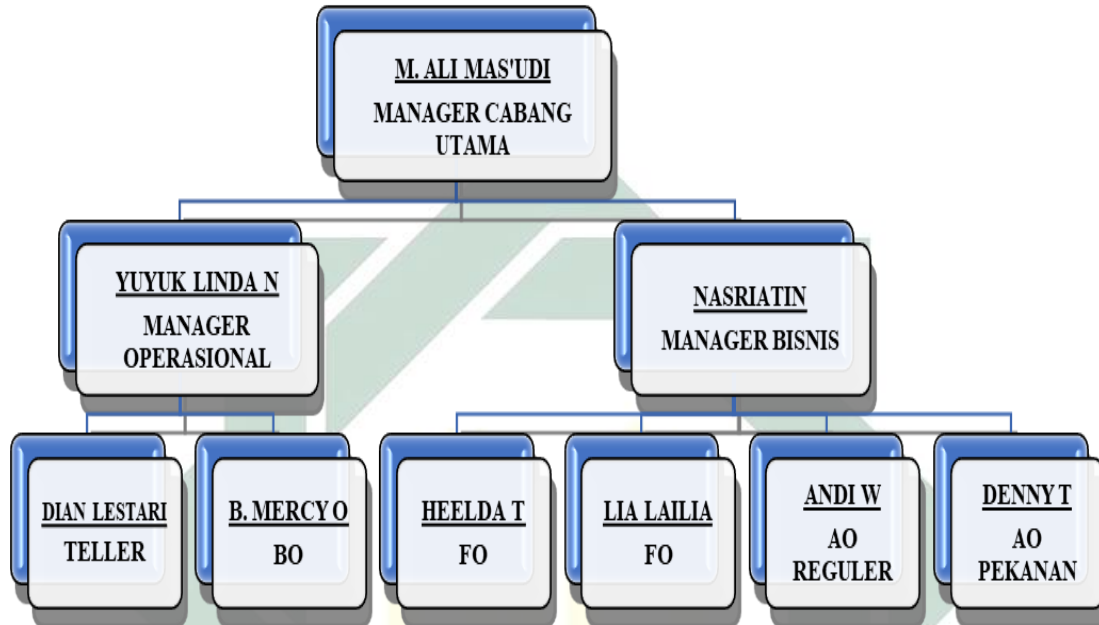 M. ALI MAS'UDI
MANAGER CABANG
UTAMA
YUYUK LINDA N
MANAGER
OPERASIONAL
NASRIATIN
MANAGER BISNIS
DIAN LESTARI
TELLER
B. MERCY O
BO
HEELDA T
FO
LIA LAILIA
FO
ANDI W
AO
REGULER
DENNY T
AO
PEKANAN